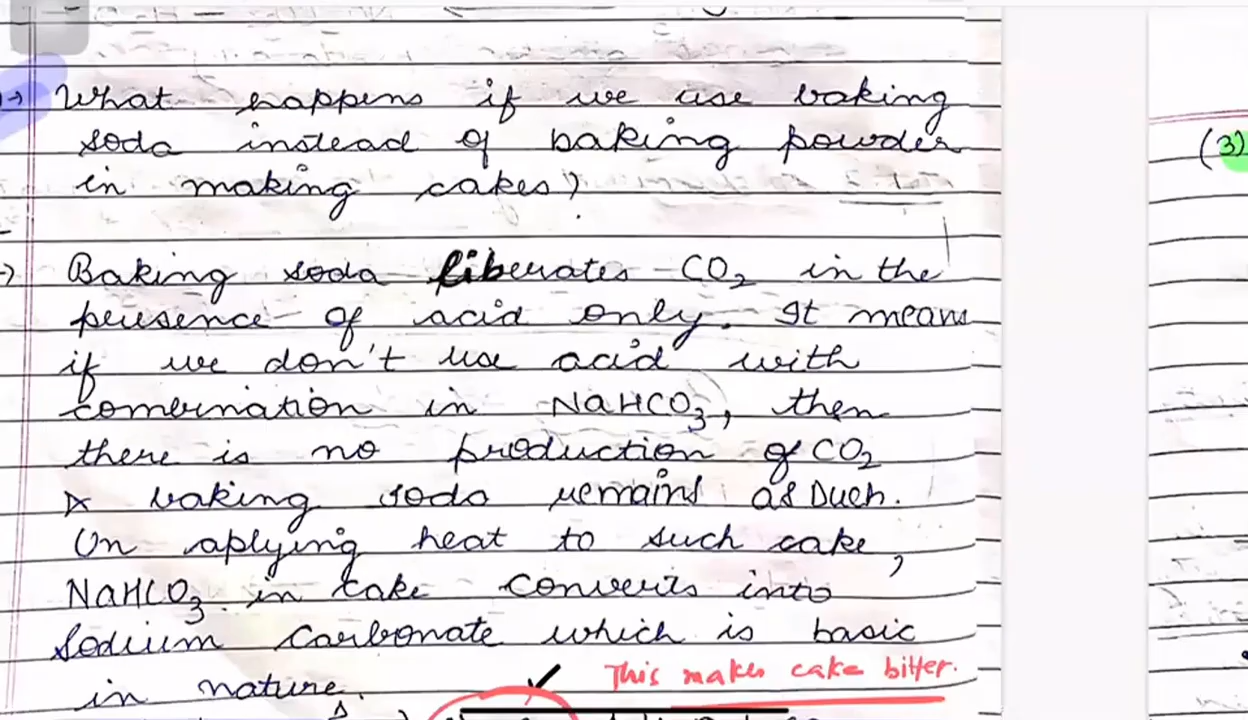 What happens if we use baking
soda instead of baking powder
in making cakes?
Baking soda liberates CO2 in the
presence of acid only. It means
if we don't use acid with
combination in NaHCO3, then
there is no production of CO2
& baking soda remains as such.
On aplying heat to such cake,
NaHCO3 in cake converts into
Sodium carbonate which is basic
in nature.
This makes cake bitter.
(3)